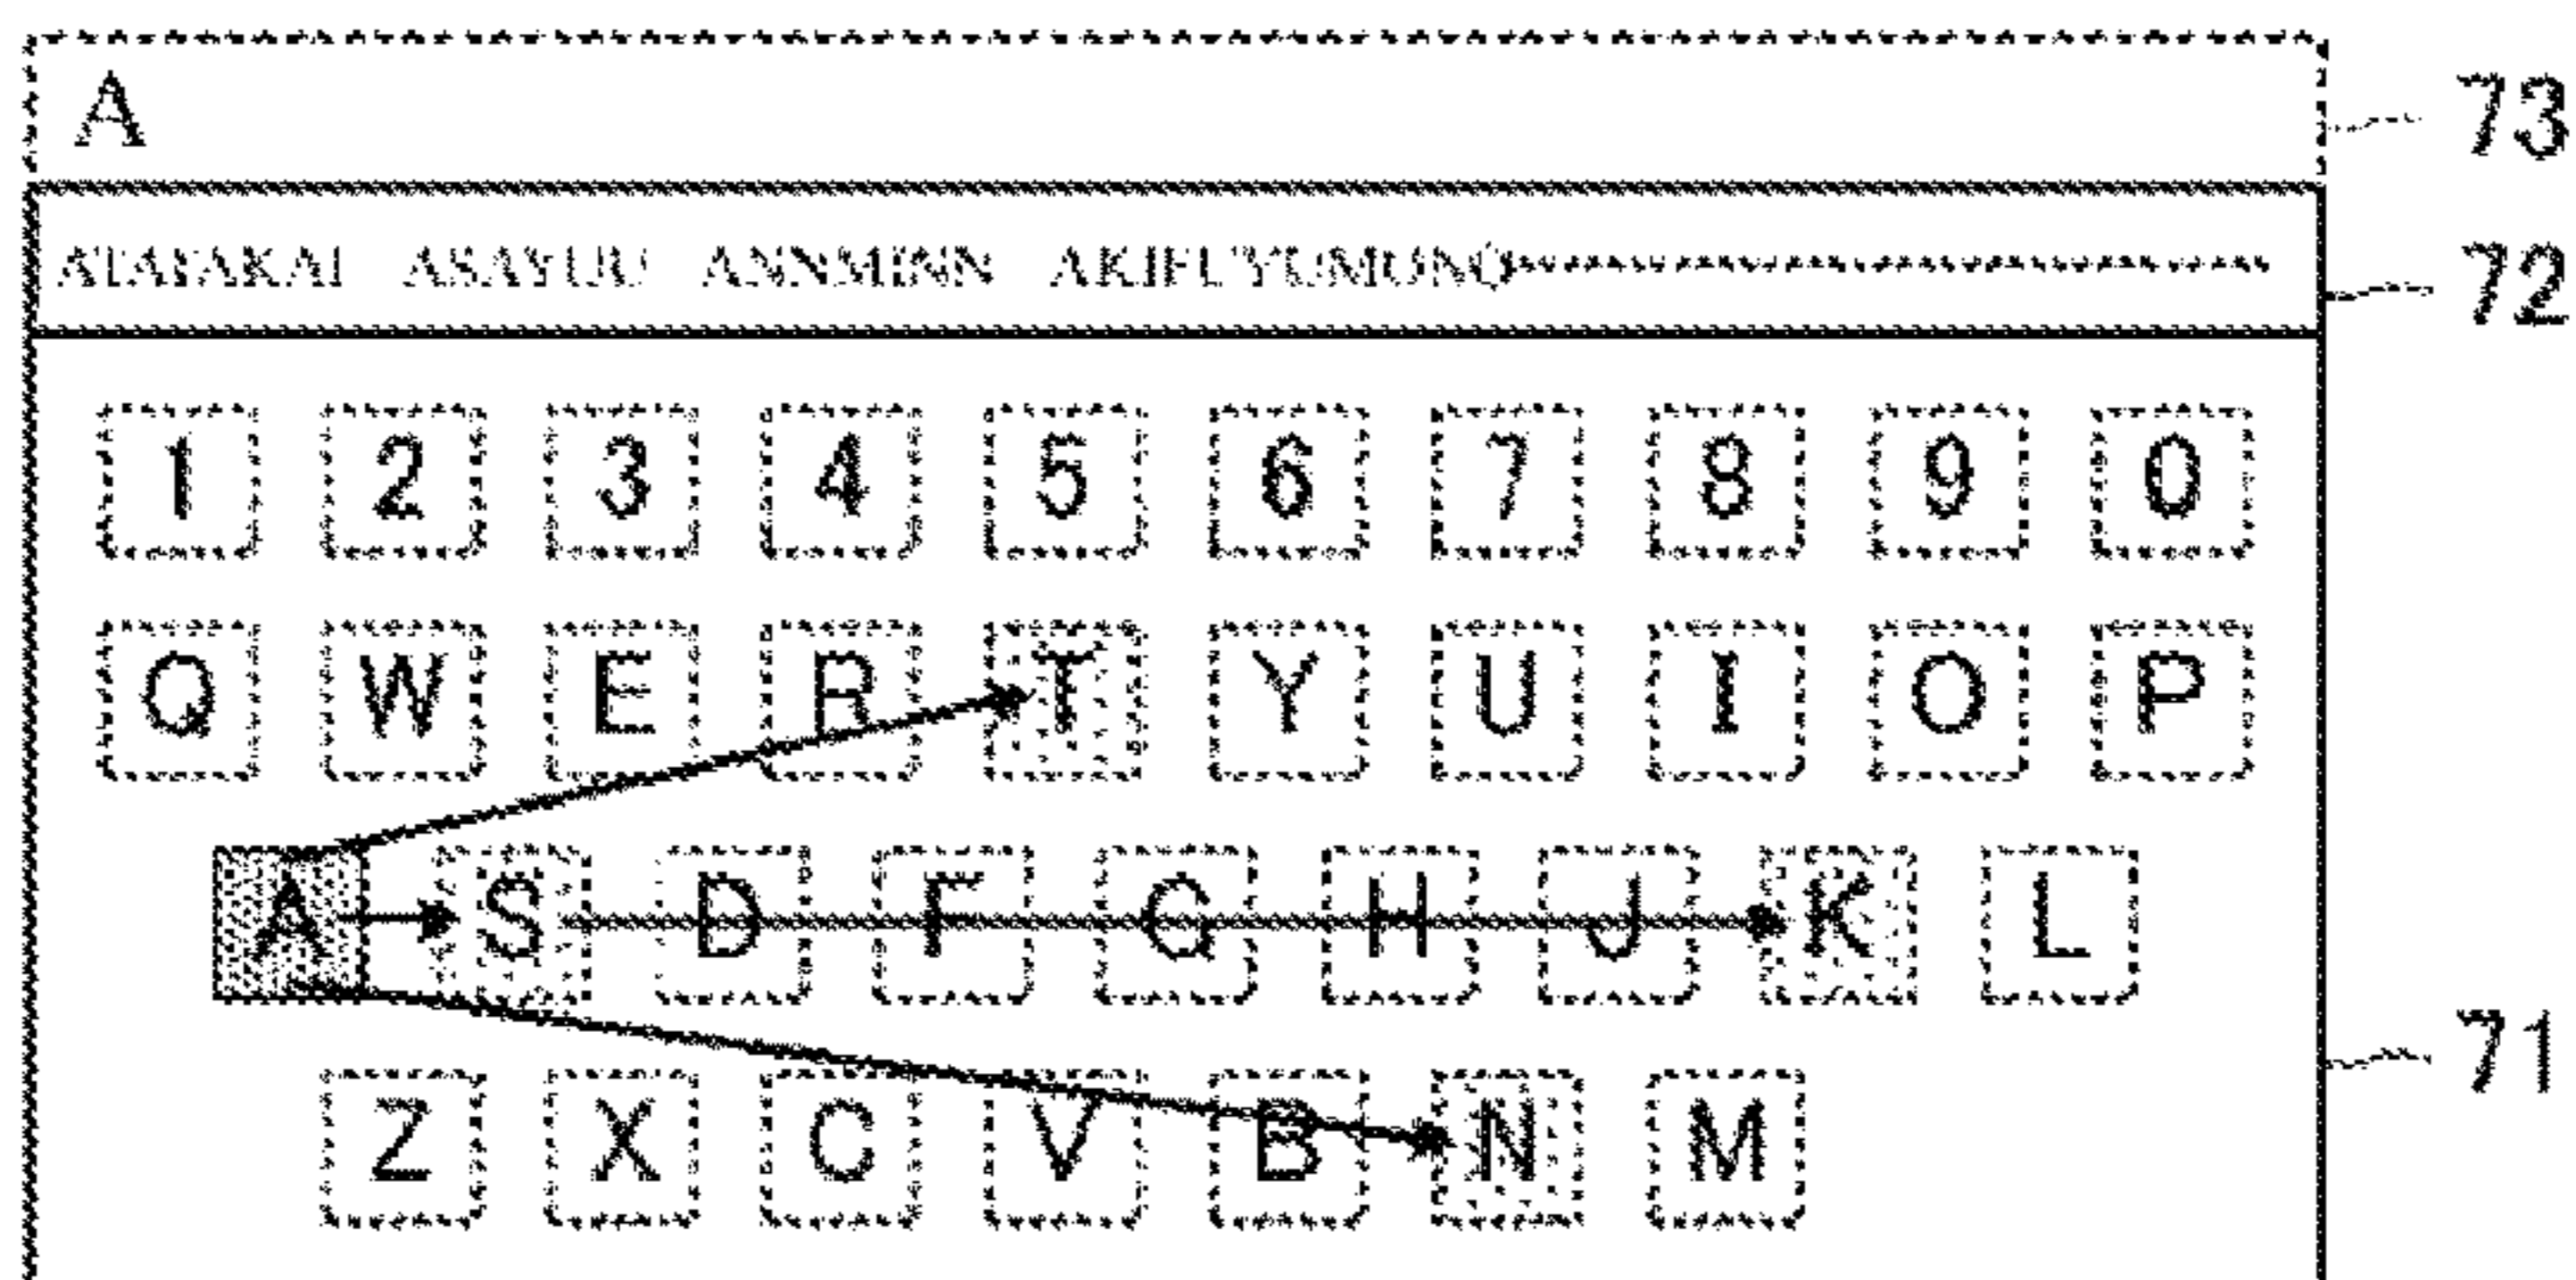 A
73
ATATAKAI ASAYUU ANNMINN AKIFUYUMONO
72
1 2 3 4 5 6 7 8 9 0
Q W E R T Y U I O P
A S D F G H J K L
71
Z X C V B N M